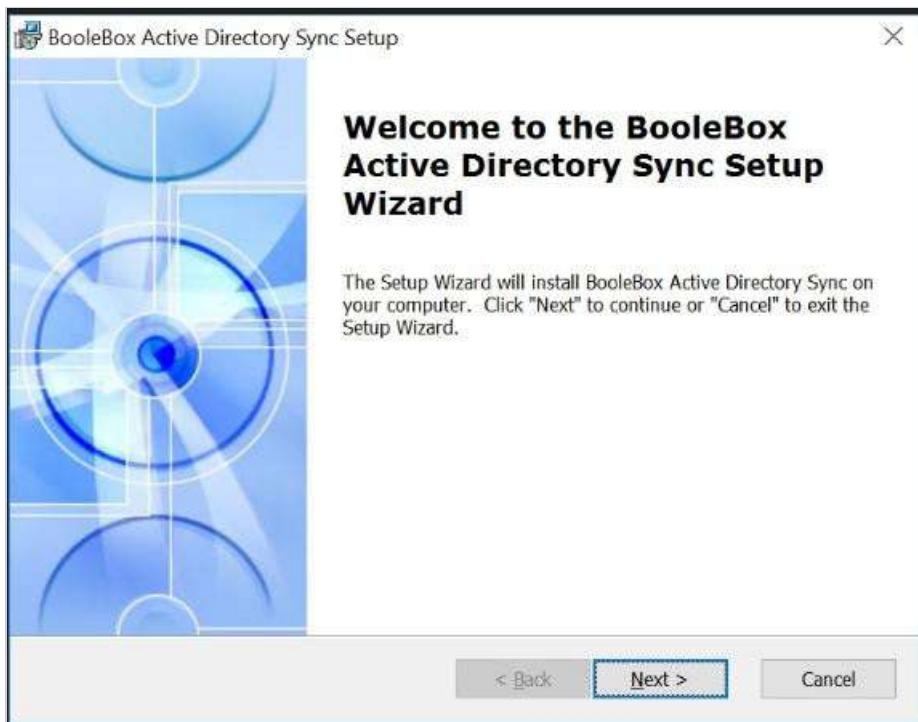 BooleBox Active Directory Sync Setup
Welcome to the BooleBox
Active Directory Sync Setup
Wizard
The Setup Wizard will install BooleBox Active Directory Sync on
your computer. Click "Next" to continue or "Cancel" to exit the
Setup Wizard.
< Back Next > Cancel